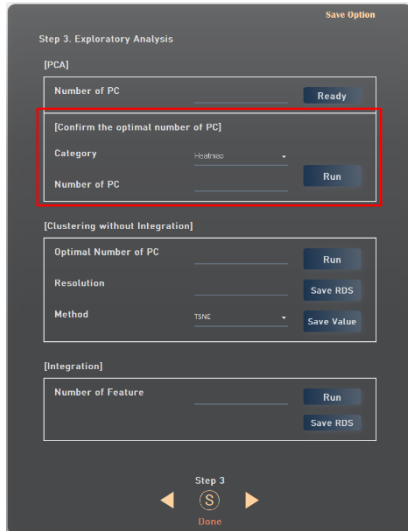 Save Option
Step 3. Exploratory Analysis
[PCA]
Number of PC
Ready
[Confirm the optimal number of PC]
Category
Heatmap
Run
Number of PC
[Clustering without Integration]
Optimal Number of PC
Run
Resolution
Save RDS
Method
TSNE
Save Value
[Integration]
Number of Feature
Run
Save RDS
Step 3
S
Done